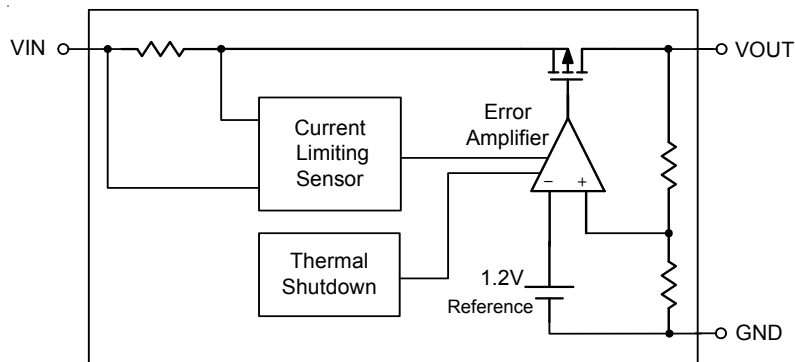 VIN
VOUT
Error
Amplifier
Current
Limiting
Sensor
− +
Thermal
Shutdown
1.2V
Reference
GND